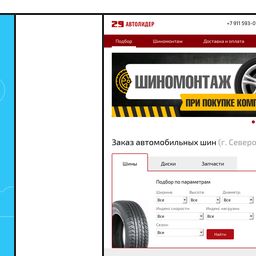 29 АВТОЛИДЕР
+7 911 593-0
Подбор Шиномонтаж Доставка и оплата
ШИНОМОНТАЖ
ПРИ ПОКУПКЕ КОМП
Заказ автомобильных шин (г. Северо
Шины Диски Запчасти
Подбор по параметрам
Ширина Высота Диаметр
Все Все Все
Индекс скорости Индекс нагрузки
Все Все
Сезон
Все Найти